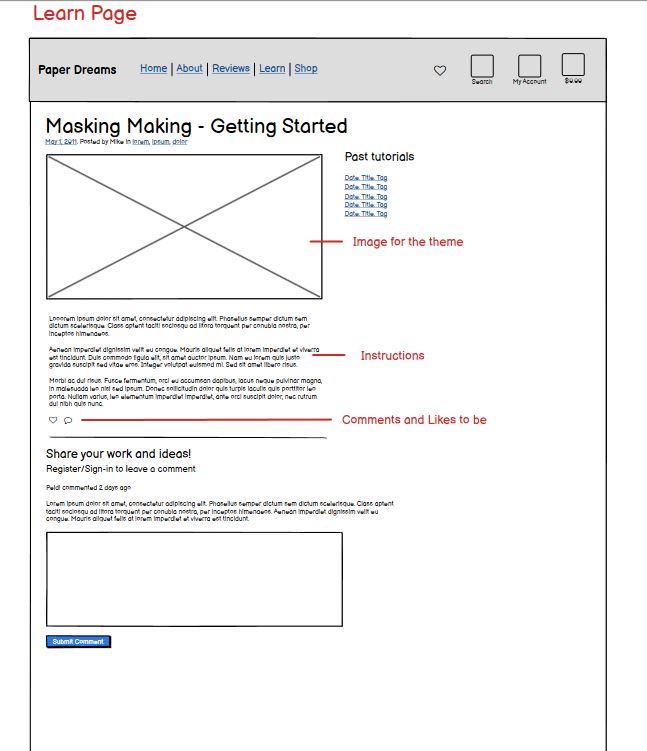 Learn Page
Paper Dreams
Home | About | Reviews | Learn | Shop
Search
My Account
$0.00
Masking Making - Getting Started
May 1, 2011. Posted by Mike in lorem, ipsum, dolor
Past tutorials
Date. Title. Tag
Date. Title. Tag
Date. Title. Tag
Date. Title. Tag
Date. Title. Tag
Image for the theme
Looorem ipsum dolor sit amet, consectetur adipiscing elit. Phasellus semper dictum sem
dictum scelerisque. Class aptent taciti sociosqu ad litora torquent per conubia nostra, per
inceptos himenaeos.
Aenean imperdiet dignissim velit eu congue. Mauris aliquet felis at lorem imperdiet et viverra
est tincidunt. Duis commodo ligula elit, sit amet auctor ipsum. Nam eu lorem quis justo
gravida suscipit sed vitae eros. Integer volutpat euismod mi. Sed sit amet libero risus.
Instructions
Morbi ac dui risus. Fusce fermentum, orci eu accumsan dapibus, lacus neque pulvinar magna,
in malesuada leo nisl sed ipsum. Donec sollicitudin dolor quis turpis iaculis quis porttitor leo
porta. Nullam varius, leo elementum imperdiet imperdiet, ante orci suscipit dolor, nec rutrum
dui nibh quis nunc.
Comments and Likes to be
Share your work and ideas!
Register/Sign-in to leave a comment
Peldi commented 2 days ago
Lorem ipsum dolor sit amet, consectetur adipiscing elit. Phasellus semper dictum sem dictum scelerisque. Class aptent
taciti sociosqu ad litora torquent per conubia nostra, per inceptos himenaeos. Aenean imperdiet dignissim velit eu
congue. Mauris aliquet felis at lorem imperdiet et viverra est tincidunt.
Submit Comment